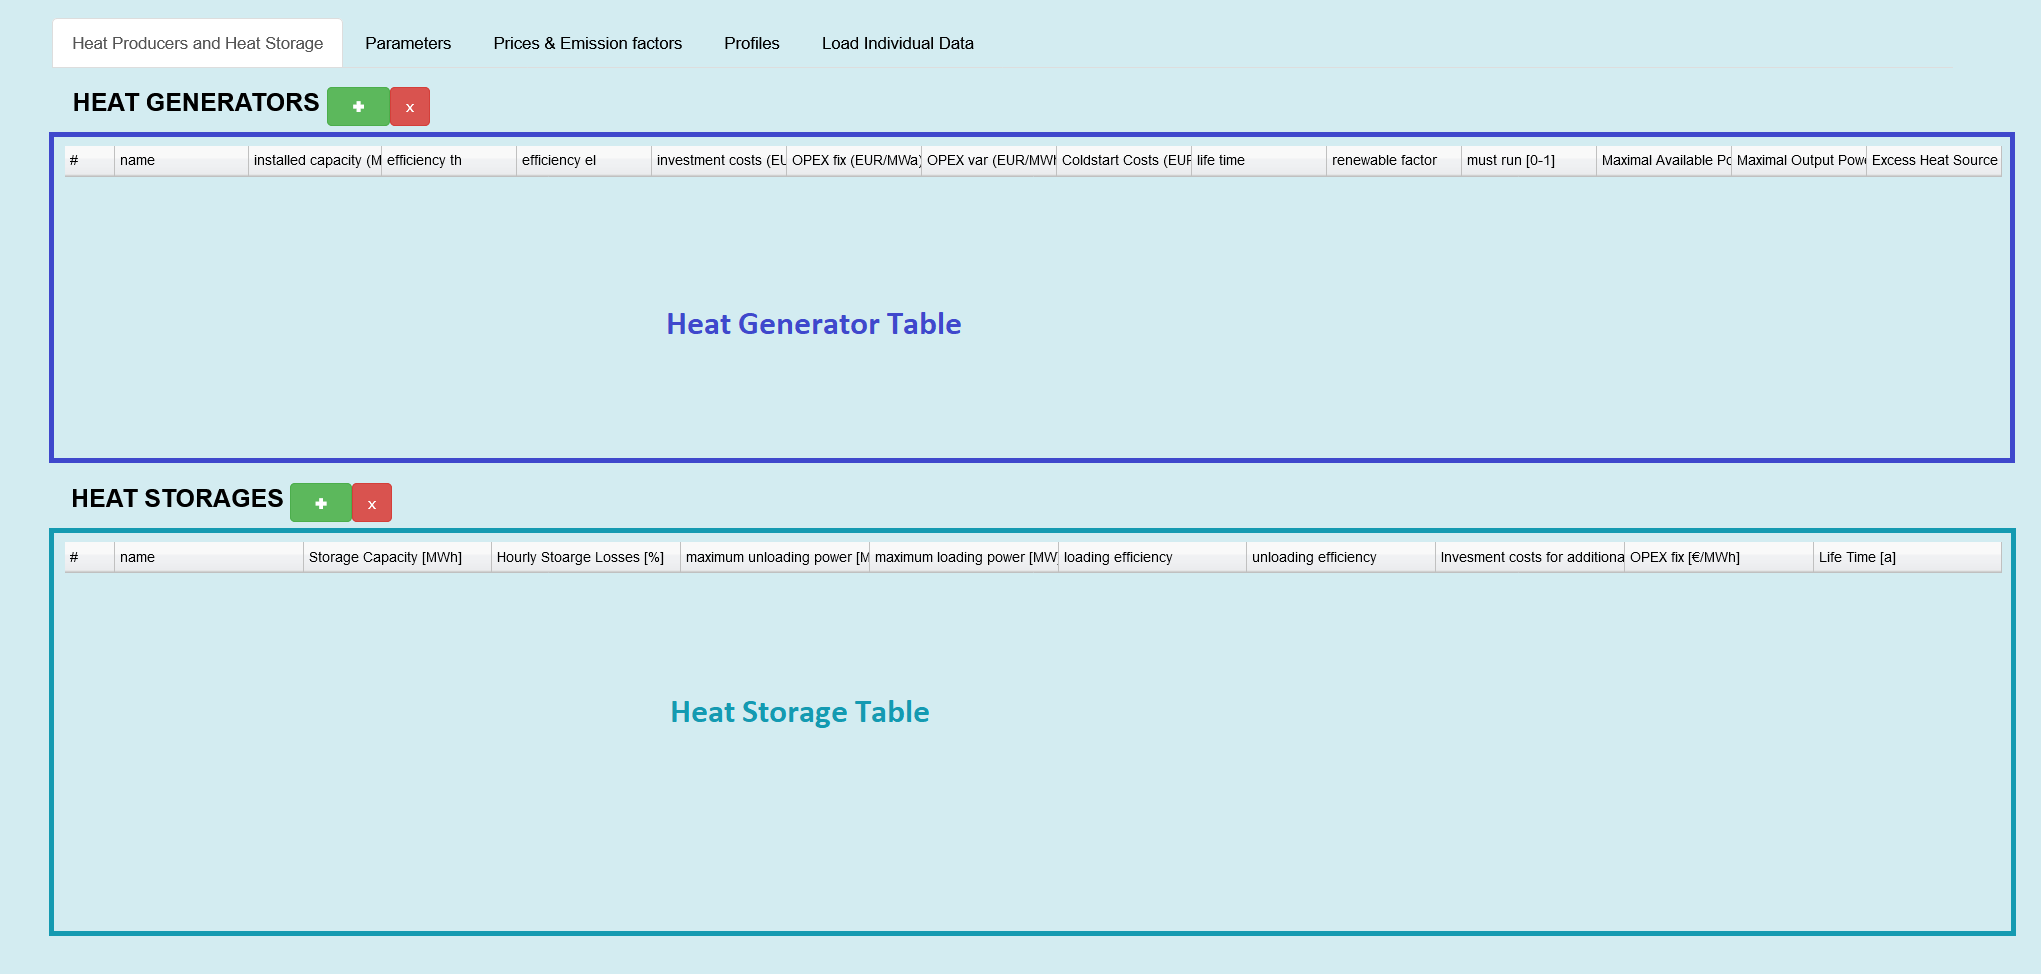 Heat Producers and Heat Storage Parameters Prices & Emission factors Profiles Load Individual Data
HEAT GENERATORS x
# name installed capacity (M efficiency th efficiency el investment costs (EU OPEX fix (EUR/MWa) OPEX var (EUR/MWh Coldstart Costs (EUR life time renewable factor must run [0-1] Maximal Available Po Maximal Output Powe Excess Heat Source
Heat Generator Table
HEAT STORAGES x
# name Storage Capacity [MWh] Hourly Stoarge Losses [%] maximum unloading power [M maximum loading power [MW] loading efficiency unloading efficiency Invesment costs for additiona OPEX fix [€/MWh] Life Time [a]
Heat Storage Table